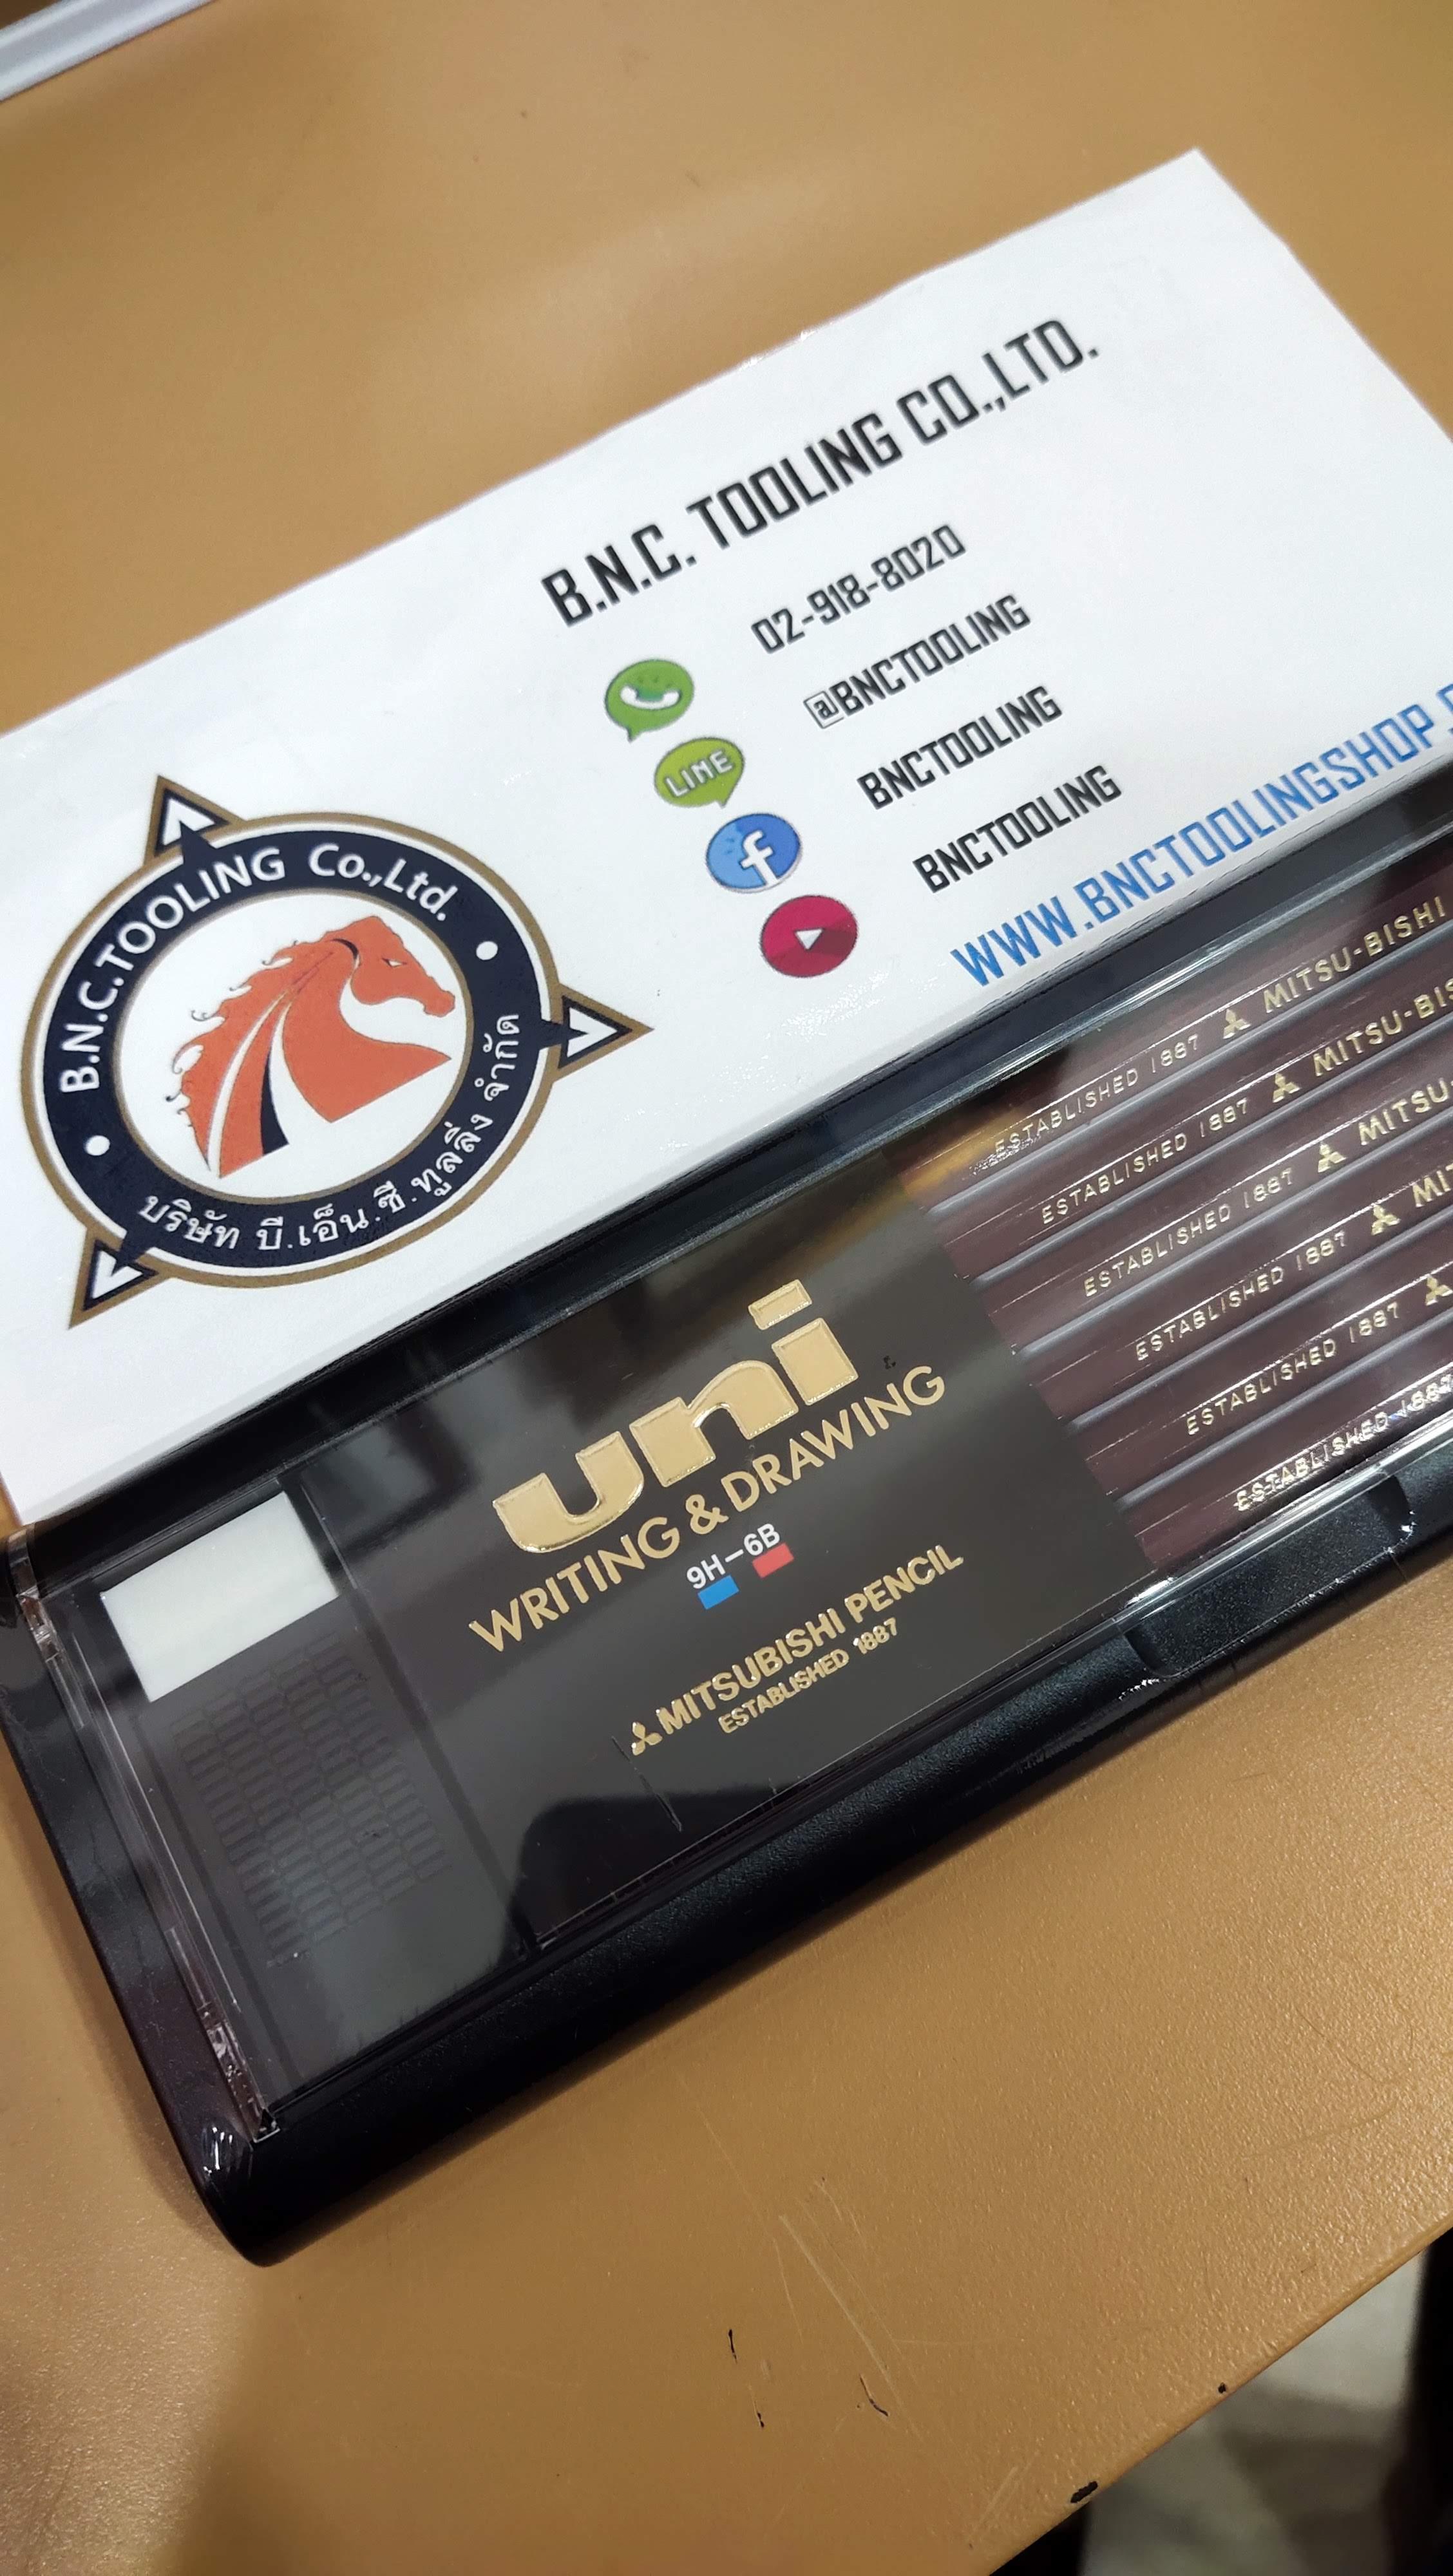 B.N.C. TOOLING CO.,LTD.
02-918-8020
LINE
@BNCTOOLING
f
BNCTOOLING
BNCTOOLING
WWW.BNCTOOLINGSHOP.
B.N.C.TOOLING Co.,Ltd.
บริษัท บี.เอ็น.ซี.ทูลลิ่ง จำกัด
uni
WRITING & DRAWING
9H-6B
MITSUBISHI PENCIL
ESTABLISHED 1887
ESTABLISHED 1887 MITSU-BISHI
ESTABLISHED 1887 MITSU-BIS
ESTABLISHED 1887 MITSU-
ESTABLISHED 1887 MI
ESTABLISHED 1887
ESTABLISHED 1887